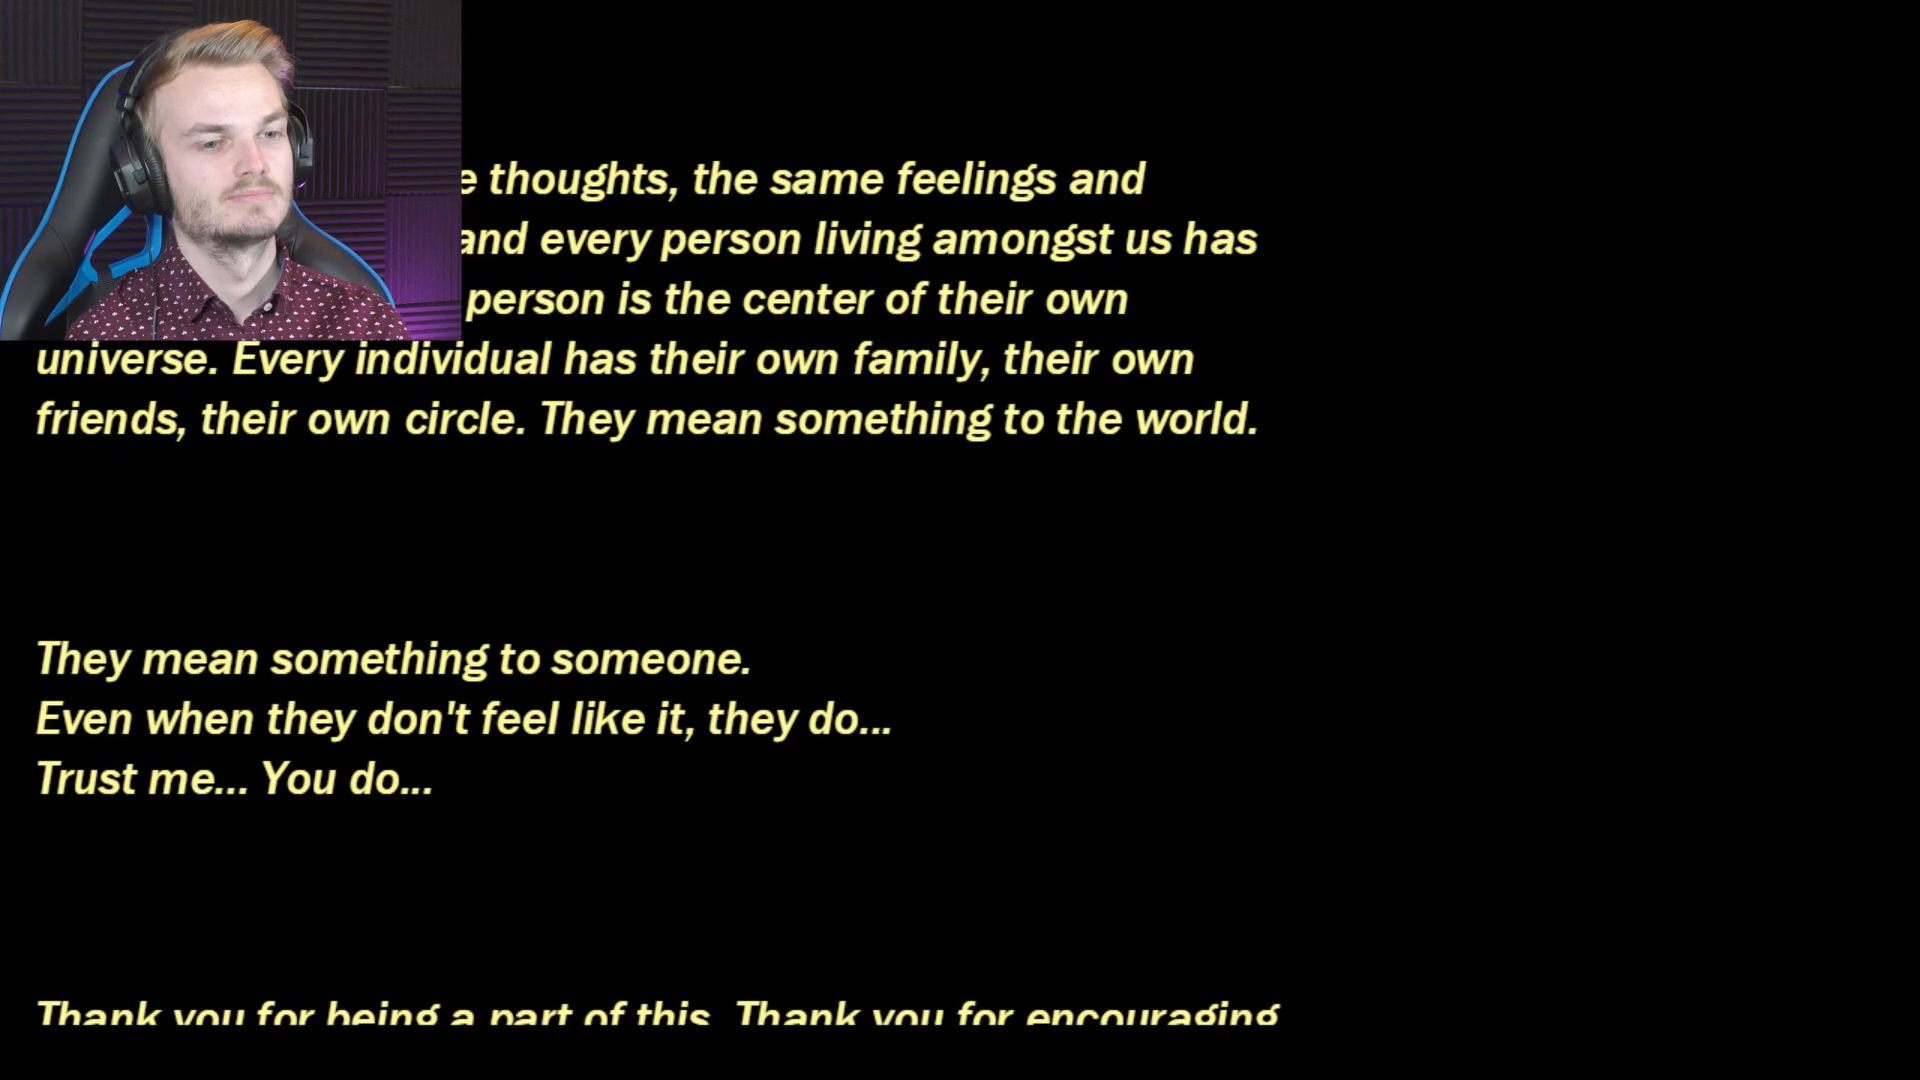 thoughts, the same feelings and
and every person living amongst us has
person is the center of their own
universe. Every individual has their own family, their own
friends, their own circle. They mean something to the world.
They mean something to someone.
Even when they don't feel like it, they do...
Trust me... You do...
Thank you for being a part of this. Thank you for encouraging